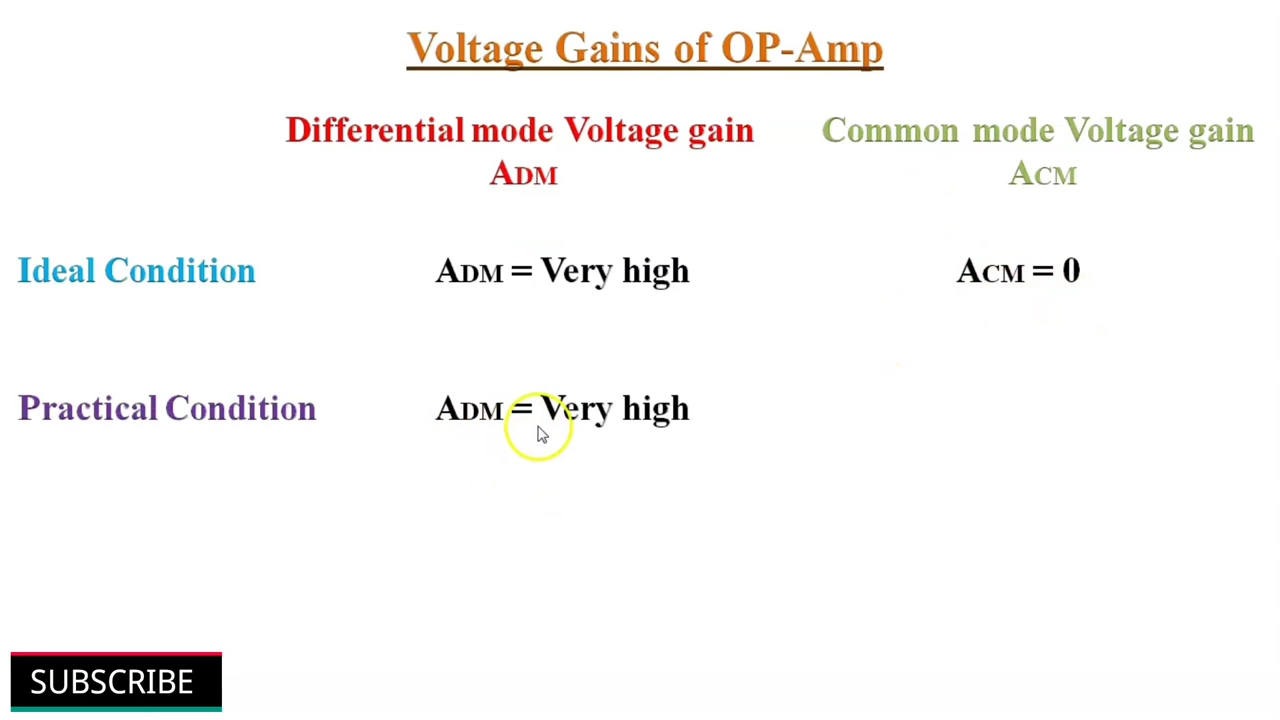 Voltage Gains of OP-Amp
Differential mode Voltage gain
ADM
Common mode Voltage gain
ACM
Ideal Condition
ADM = Very high
ACM = 0
Practical Condition
ADM = Very high
SUBSCRIBE